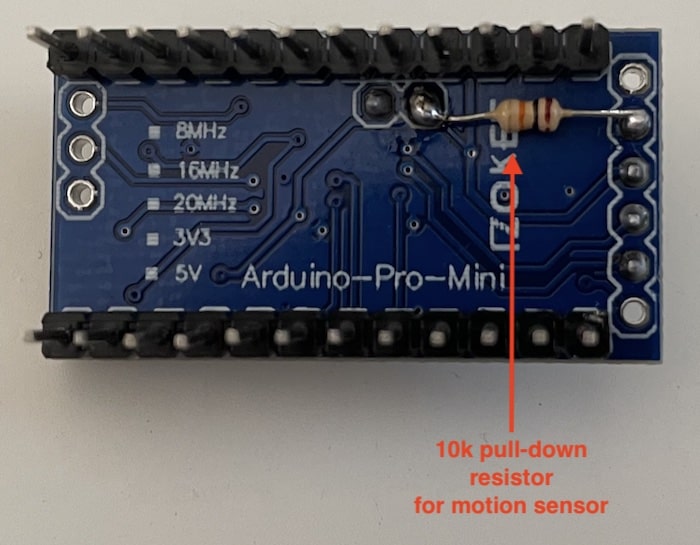 8MHz
16MHz
20MHz
3V3
5V
Arduino-Pro-Mini
10k pull-down
resistor
for motion sensor